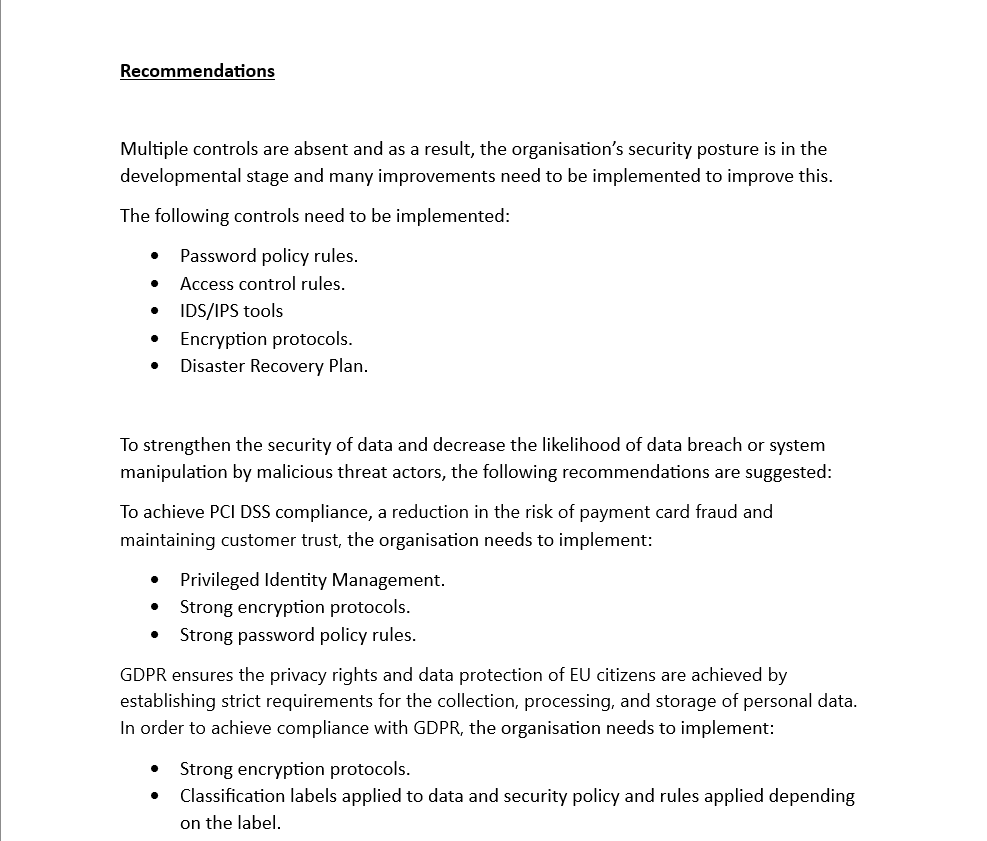 Recommendations
Multiple controls are absent and as a result, the organisation’s security posture is in the
developmental stage and many improvements need to be implemented to improve this.
The following controls need to be implemented:
• Password policy rules.
• Access control rules.
• IDS/IPS tools
• Encryption protocols.
• Disaster Recovery Plan.
To strengthen the security of data and decrease the likelihood of data breach or system
manipulation by malicious threat actors, the following recommendations are suggested:
To achieve PCI DSS compliance, a reduction in the risk of payment card fraud and
maintaining customer trust, the organisation needs to implement:
• Privileged Identity Management.
• Strong encryption protocols.
• Strong password policy rules.
GDPR ensures the privacy rights and data protection of EU citizens are achieved by
establishing strict requirements for the collection, processing, and storage of personal data.
In order to achieve compliance with GDPR, the organisation needs to implement:
• Strong encryption protocols.
• Classification labels applied to data and security policy and rules applied depending
on the label.